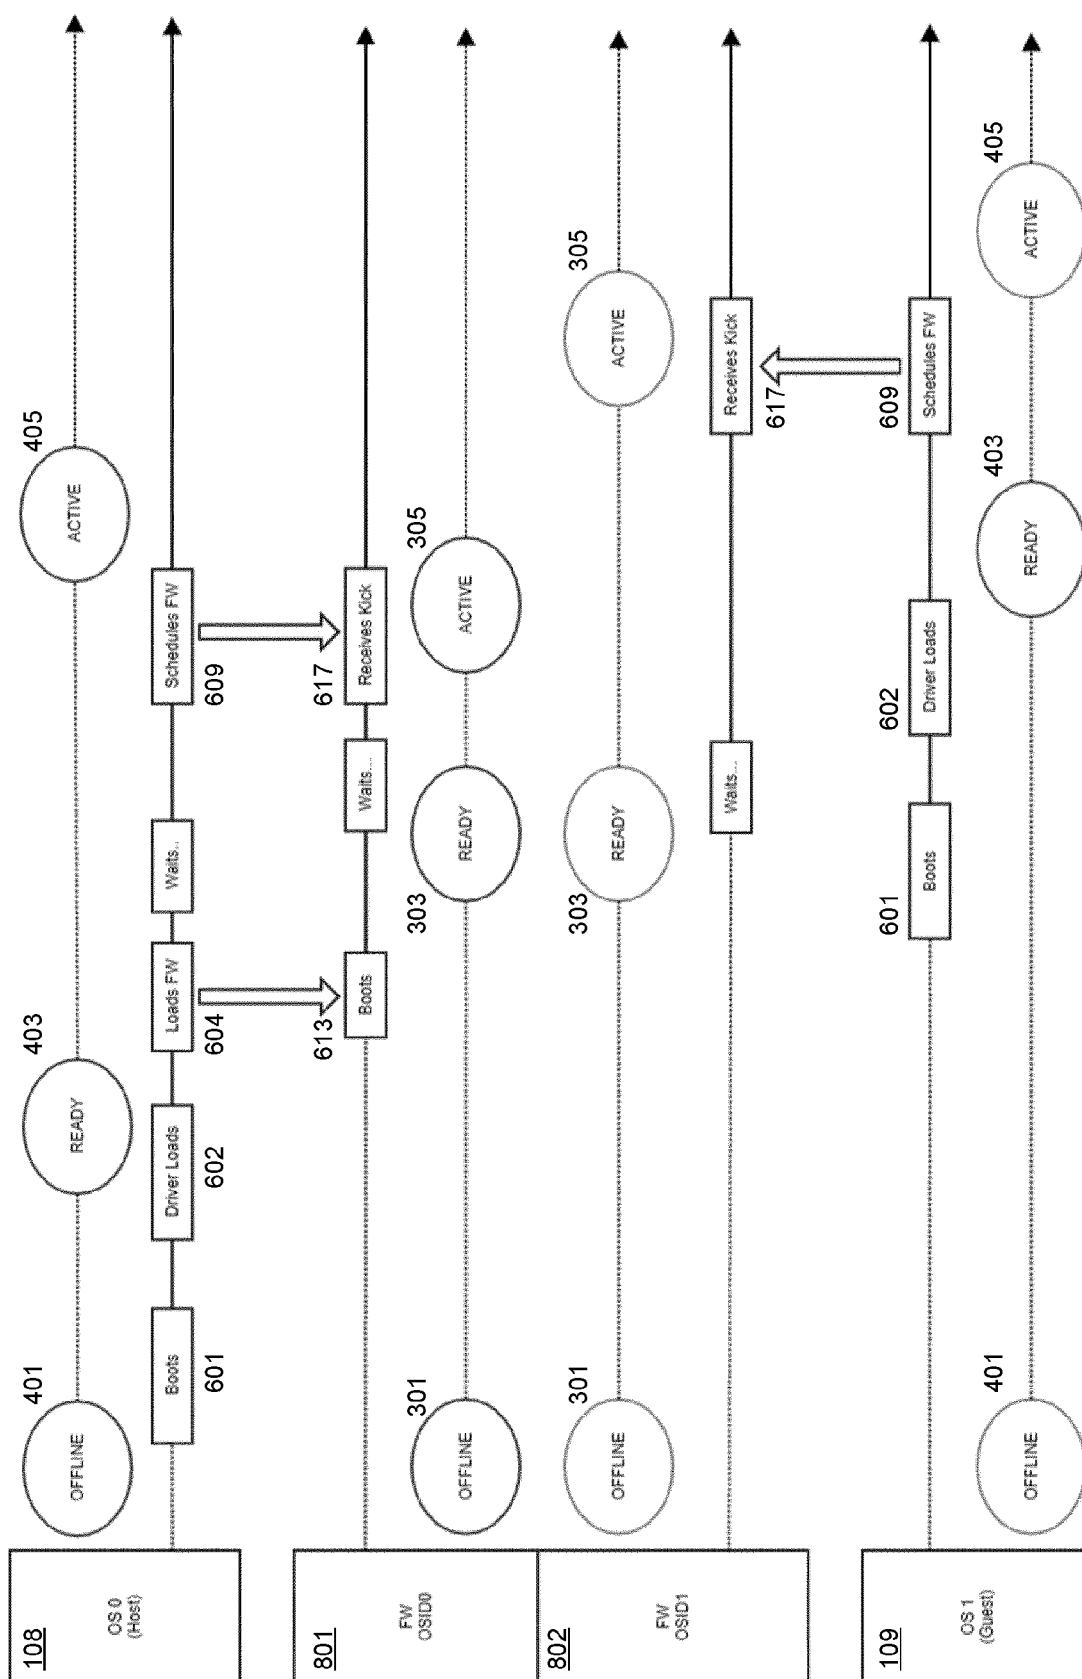 108
OS 0
(Host)
OFFLINE
401
READY
403
ACTIVE
405
Boots
601
Driver Loads
602
Loads FW
604
Waits...
Schedules FW
609
801
FW
OSID0
Boots
613
Waits....
Receives Kick
617
OFFLINE
301
READY
303
ACTIVE
305
802
FW
OSID1
OFFLINE
301
READY
303
ACTIVE
305
Waits...
Receives Kick
617
109
OS 1
(Guest)
Boots
601
Driver Loads
602
Schedules FW
609
OFFLINE
401
READY
403
ACTIVE
405